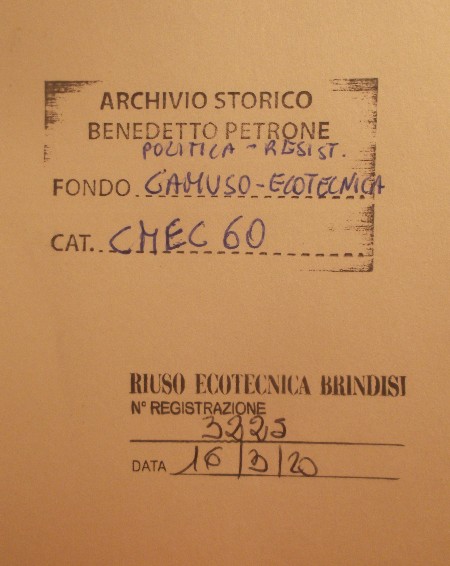 ARCHIVIO STORICO
BENEDETTO PETRONE
POLITICA - RESIST.
FONDO CAMUSO-ECOTECNICA
CAT. CMEC 60
RIUSO ECOTECNICA BRINDISI
N° REGISTRAZIONE
3225
DATA 16/3/20